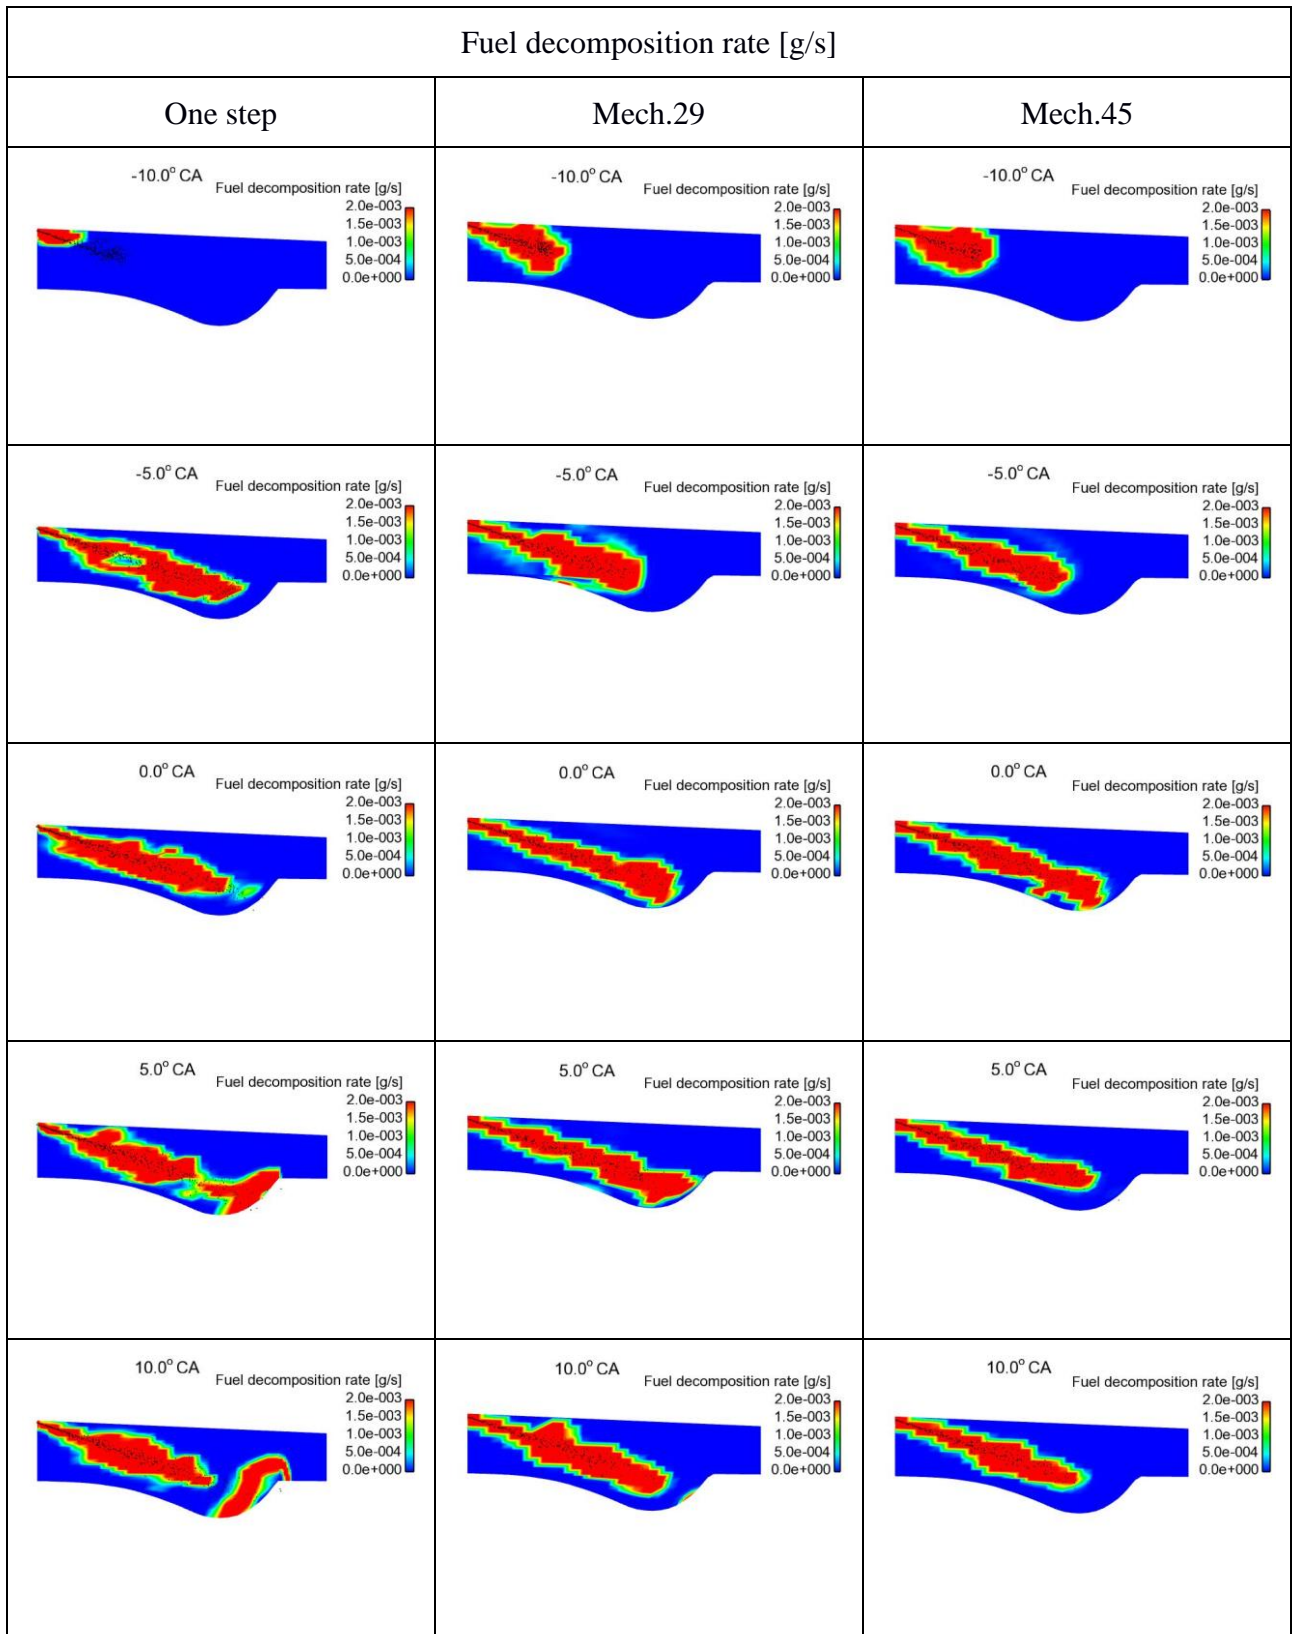 Fuel decomposition rate [g/s]
One step
Mech.29
Mech.45
-10.0° CA
Fuel decomposition rate [g/s]
2.0e-003
1.5e-003
1.0e-003
5.0e-004
0.0e+000
-10.0° CA
Fuel decomposition rate [g/s]
2.0e-003
1.5e-003
1.0e-003
5.0e-004
0.0e+000
-10.0° CA
Fuel decomposition rate [g/s]
2.0e-003
1.5e-003
1.0e-003
5.0e-004
0.0e+000
-5.0° CA
Fuel decomposition rate [g/s]
2.0e-003
1.5e-003
1.0e-003
5.0e-004
0.0e+000
-5.0° CA
Fuel decomposition rate [g/s]
2.0e-003
1.5e-003
1.0e-003
5.0e-004
0.0e+000
-5.0° CA
Fuel decomposition rate [g/s]
2.0e-003
1.5e-003
1.0e-003
5.0e-004
0.0e+000
0.0° CA
Fuel decomposition rate [g/s]
2.0e-003
1.5e-003
1.0e-003
5.0e-004
0.0e+000
0.0° CA
Fuel decomposition rate [g/s]
2.0e-003
1.5e-003
1.0e-003
5.0e-004
0.0e+000
0.0° CA
Fuel decomposition rate [g/s]
2.0e-003
1.5e-003
1.0e-003
5.0e-004
0.0e+000
5.0° CA
Fuel decomposition rate [g/s]
2.0e-003
1.5e-003
1.0e-003
5.0e-004
0.0e+000
5.0° CA
Fuel decomposition rate [g/s]
2.0e-003
1.5e-003
1.0e-003
5.0e-004
0.0e+000
5.0° CA
Fuel decomposition rate [g/s]
2.0e-003
1.5e-003
1.0e-003
5.0e-004
0.0e+000
10.0° CA
Fuel decomposition rate [g/s]
2.0e-003
1.5e-003
1.0e-003
5.0e-004
0.0e+000
10.0° CA
Fuel decomposition rate [g/s]
2.0e-003
1.5e-003
1.0e-003
5.0e-004
0.0e+000
10.0° CA
Fuel decomposition rate [g/s]
2.0e-003
1.5e-003
1.0e-003
5.0e-004
0.0e+000